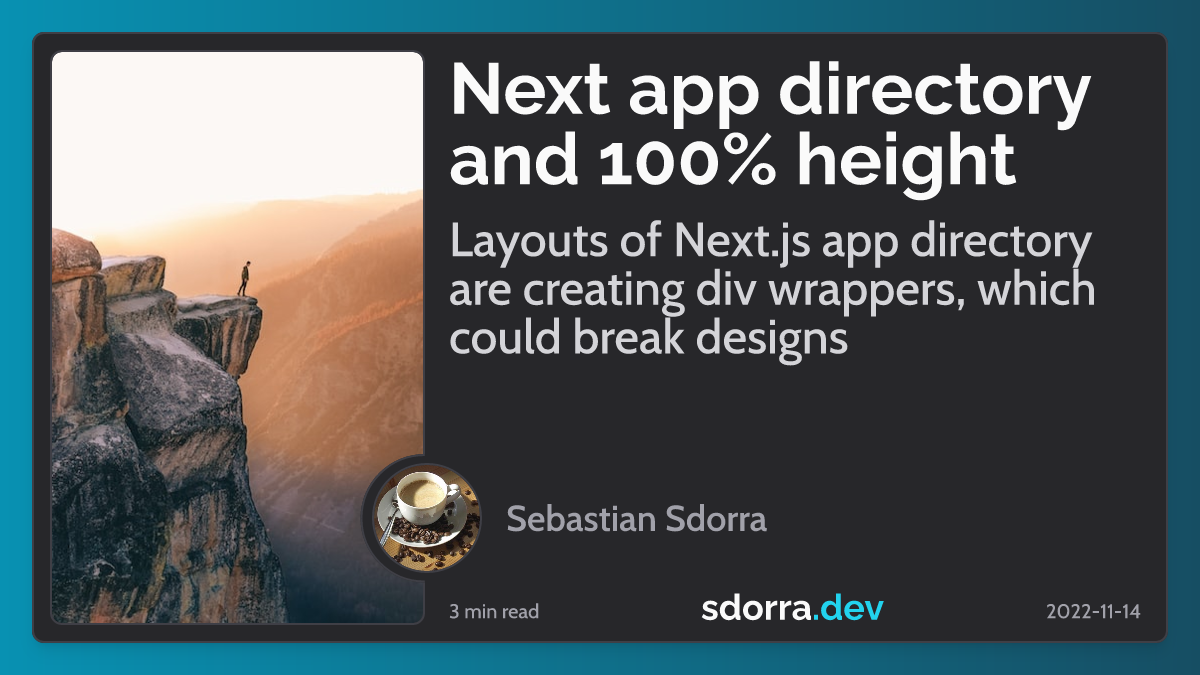 Next app directory
and 100% height
Layouts of Next.js app directory
are creating div wrappers, which
could break designs
Sebastian Sdorra
3 min read
sdorra.dev
2022-11-14